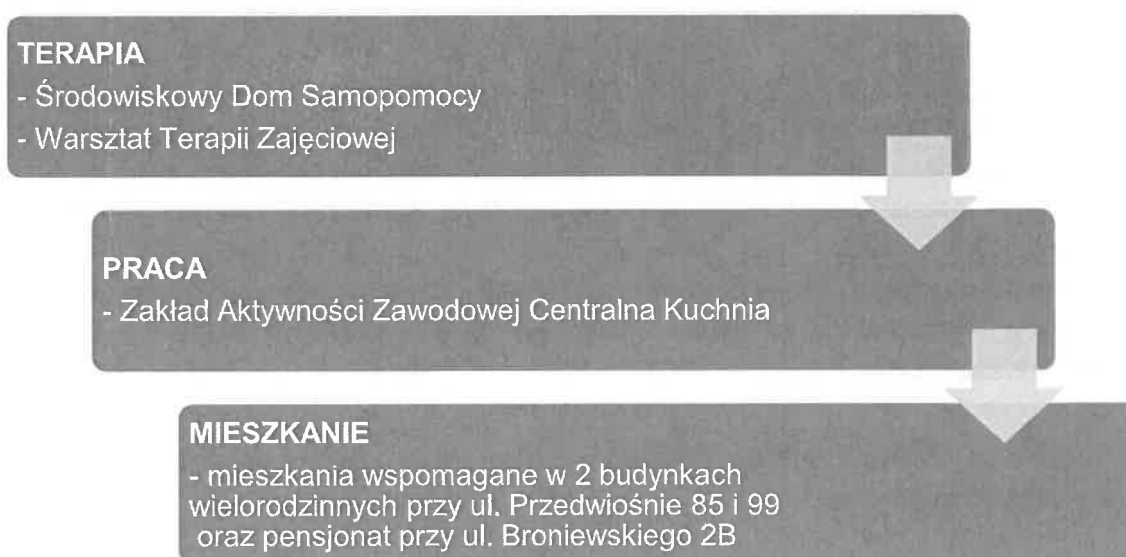 TERAPIA
- Środowiskowy Dom Samopomocy
- Warsztat Terapii Zajęciowej
PRACA
- Zakład Aktywności Zawodowej Centralna Kuchnia
MIESZKANIE
- mieszkania wspomagane w 2 budynkach
wielorodzinnych przy ul. Przedwiośnie 85 i 99
oraz pensjonat przy ul. Broniewskiego 2B